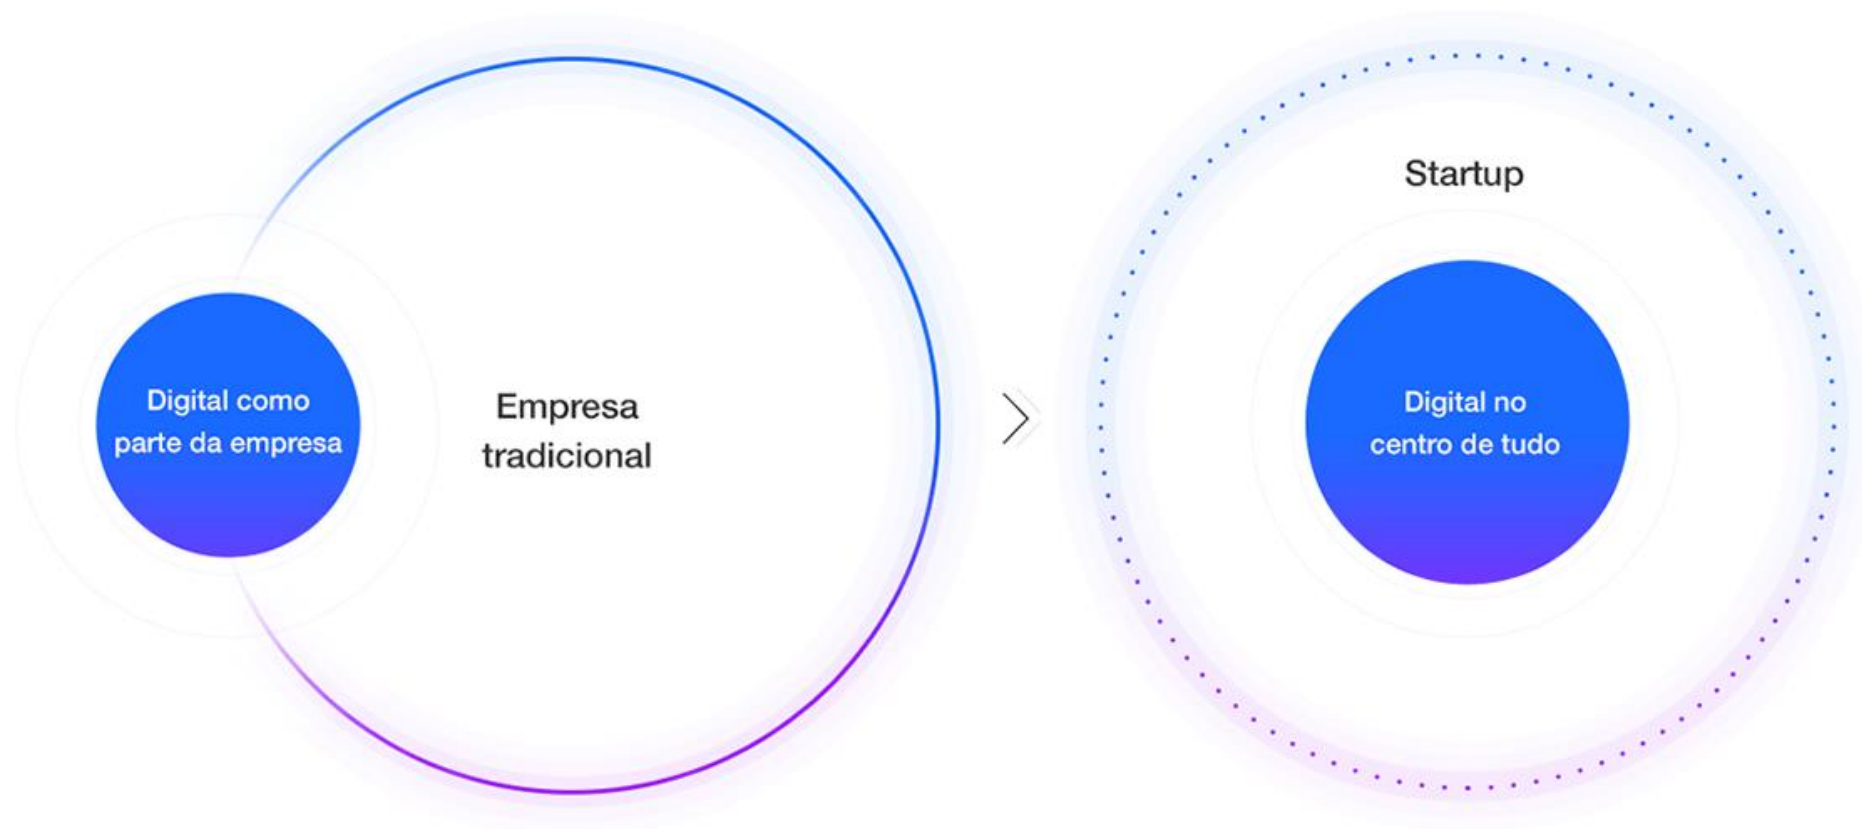 Digital como
parte da empresa
Empresa
tradicional
Startup
Digital no
centro de tudo